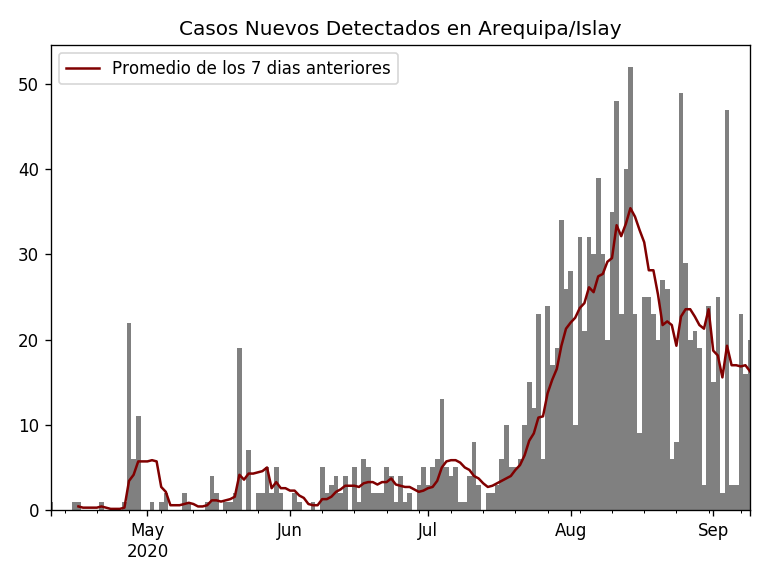 Casos Nuevos Detectados en Arequipa/Islay
Promedio de los 7 dias anteriores
50
40
30
20
10
0
May Jun Jul Aug Sep
2020